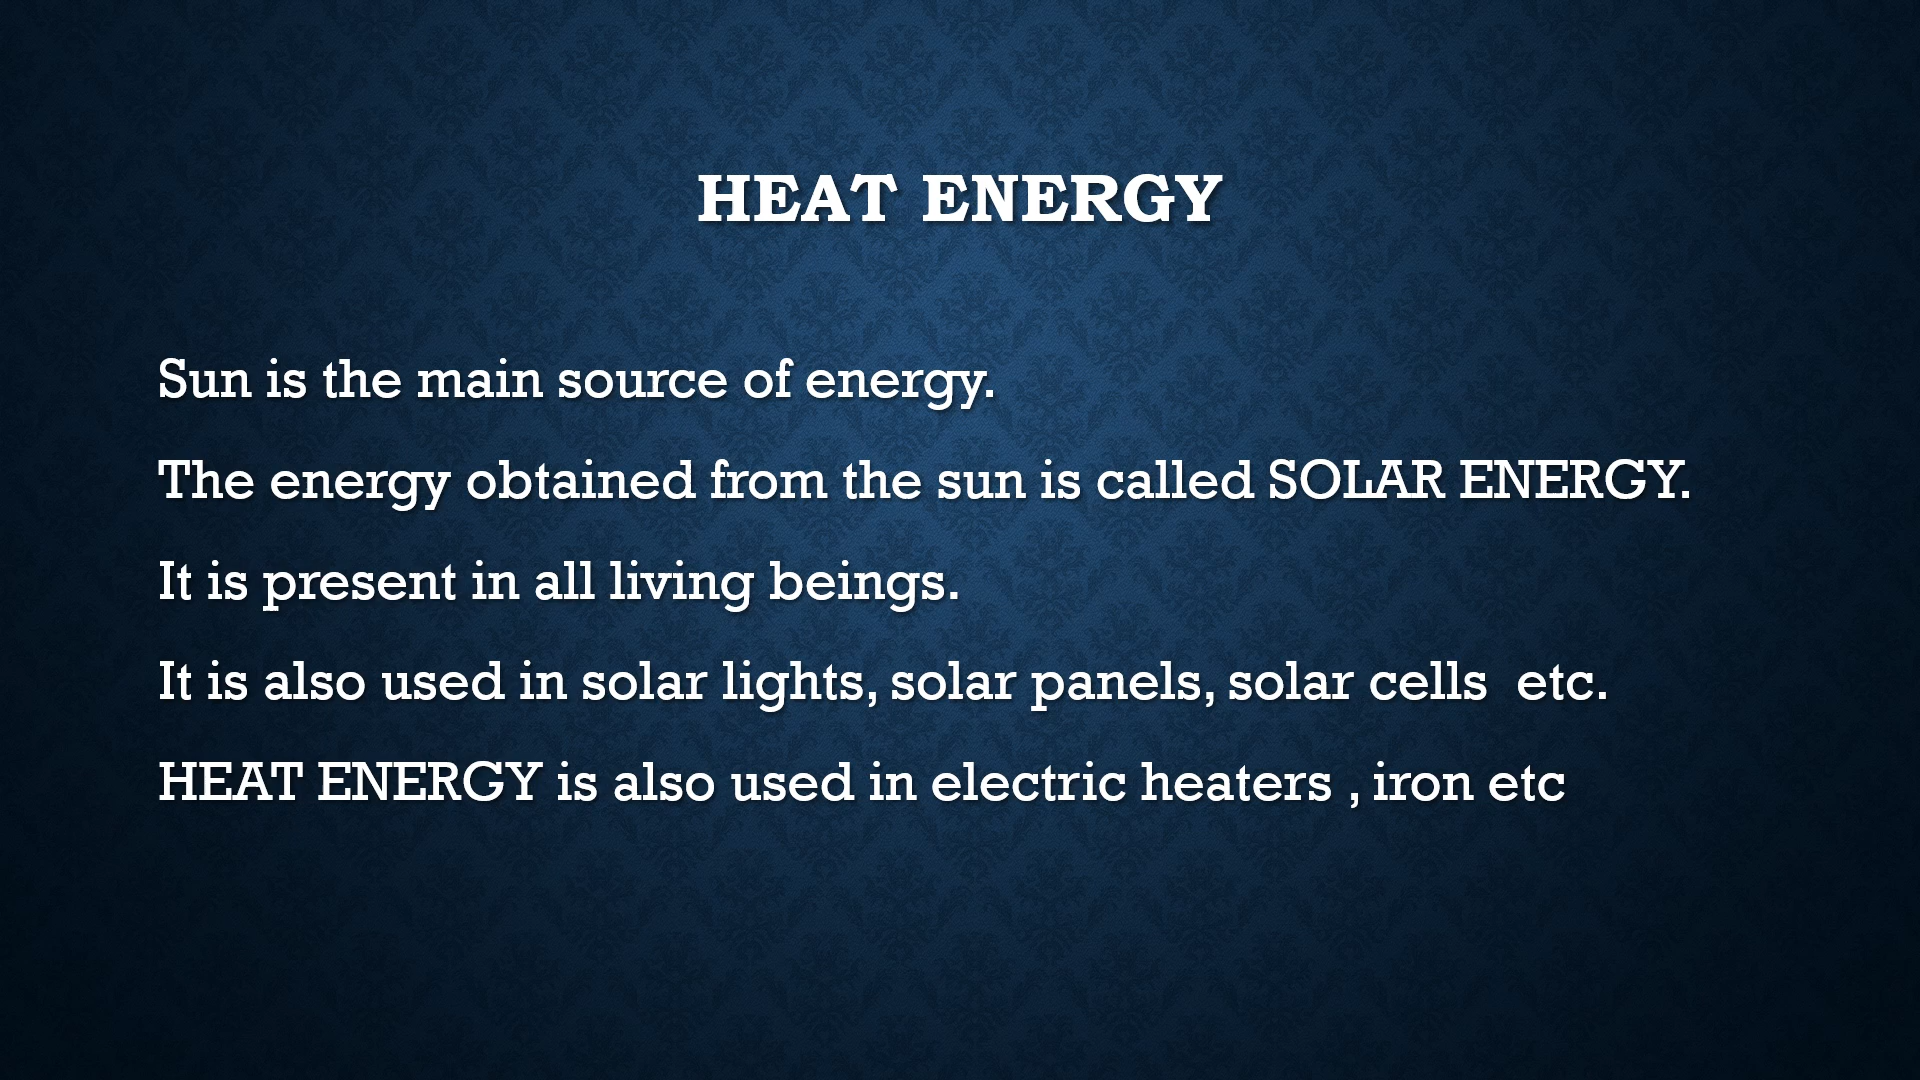 HEAT ENERGY
Sun is the main source of energy.
The energy obtained from the sun is called SOLAR ENERGY.
It is present in all living beings.
It is also used in solar lights, solar panels, solar cells  etc.
HEAT ENERGY is also used in electric heaters , iron etc